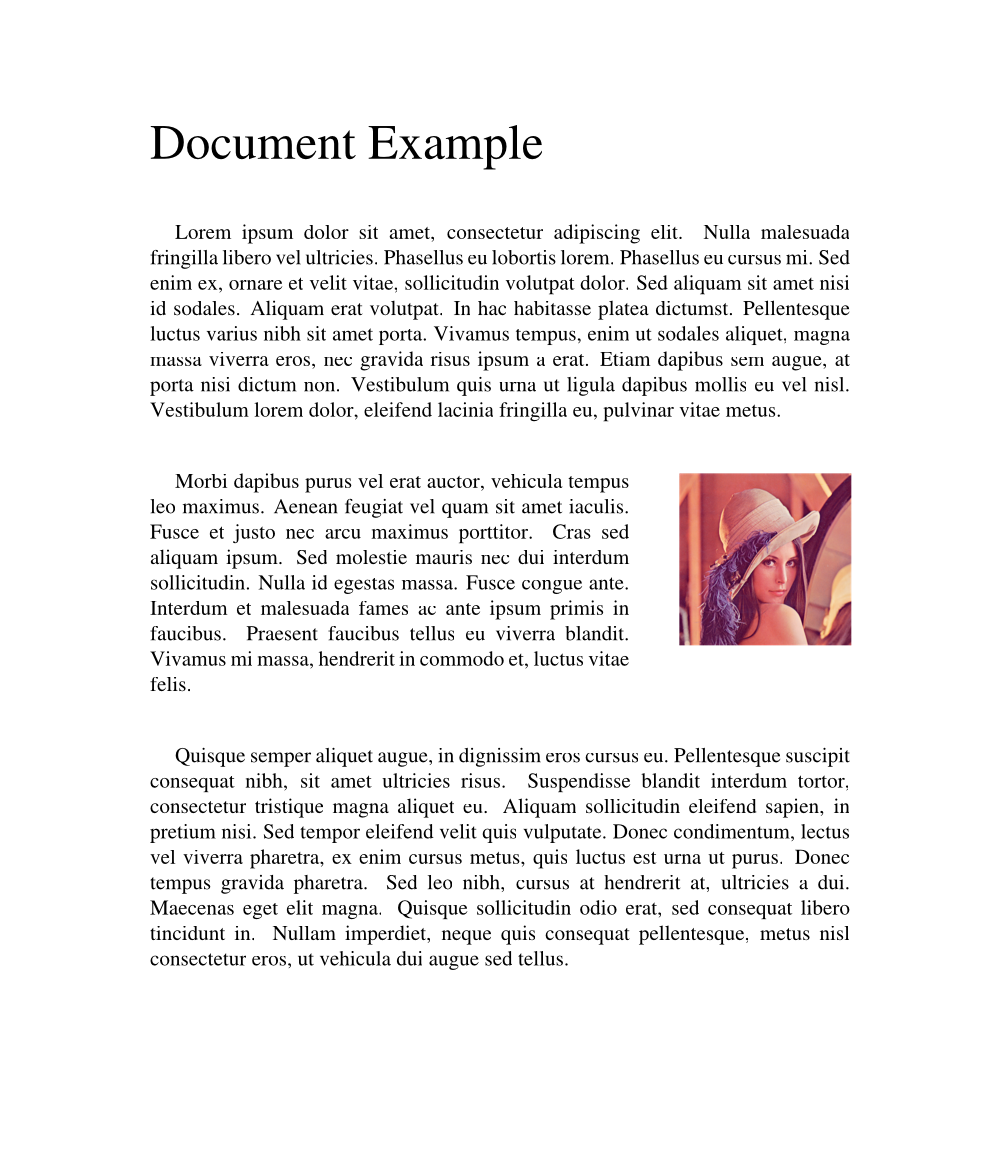 Document Example
Lorem ipsum dolor sit amet, consectetur adipiscing elit. Nulla malesuada
fringilla libero vel ultricies. Phasellus eu lobortis lorem. Phasellus eu cursus mi. Sed
enim ex, ornare et velit vitae, sollicitudin volutpat dolor. Sed aliquam sit amet nisi
id sodales. Aliquam erat volutpat. In hac habitasse platea dictumst. Pellentesque
luctus varius nibh sit amet porta. Vivamus tempus, enim ut sodales aliquet, magna
massa viverra eros, nec gravida risus ipsum a erat. Etiam dapibus sem augue, at
porta nisi dictum non. Vestibulum quis urna ut ligula dapibus mollis eu vel nisl.
Vestibulum lorem dolor, eleifend lacinia fringilla eu, pulvinar vitae metus.
Morbi dapibus purus vel erat auctor, vehicula tempus
leo maximus. Aenean feugiat vel quam sit amet iaculis.
Fusce et justo nec arcu maximus porttitor. Cras sed
aliquam ipsum. Sed molestie mauris nec dui interdum
sollicitudin. Nulla id egestas massa. Fusce congue ante.
Interdum et malesuada fames ac ante ipsum primis in
faucibus. Praesent faucibus tellus eu viverra blandit.
Vivamus mi massa, hendrerit in commodo et, luctus vitae
felis.
Quisque semper aliquet augue, in dignissim eros cursus eu. Pellentesque suscipit
consequat nibh, sit amet ultricies risus. Suspendisse blandit interdum tortor,
consectetur tristique magna aliquet eu. Aliquam sollicitudin eleifend sapien, in
pretium nisi. Sed tempor eleifend velit quis vulputate. Donec condimentum, lectus
vel viverra pharetra, ex enim cursus metus, quis luctus est urna ut purus. Donec
tempus gravida pharetra. Sed leo nibh, cursus at hendrerit at, ultricies a dui.
Maecenas eget elit magna. Quisque sollicitudin odio erat, sed consequat libero
tincidunt in. Nullam imperdiet, neque quis consequat pellentesque, metus nisl
consectetur eros, ut vehicula dui augue sed tellus.